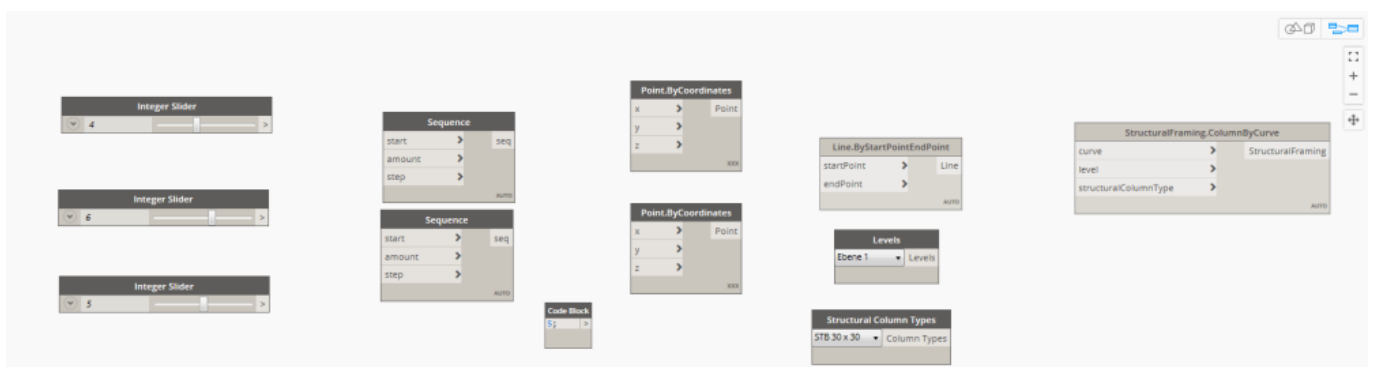 Integer Slider
4 >
Integer Slider
6 >
Integer Slider
5 >
Sequence
start > seq
amount >
step >
AUTO
Sequence
start > seq
amount >
step >
AUTO
Code Block
5; >
Point.ByCoordinates
x > Point
y >
z >
XXX
Point.ByCoordinates
x > Point
y >
z >
XXX
Line.ByStartPointEndPoint
startPoint > Line
endPoint >
AUTO
Levels
Ebene 1 Levels
Structural Column Types
STB 30 x 30 Column Types
StructuralFraming.ColumnByCurve
curve > StructuralFraming
level >
structuralColumnType >
AUTO